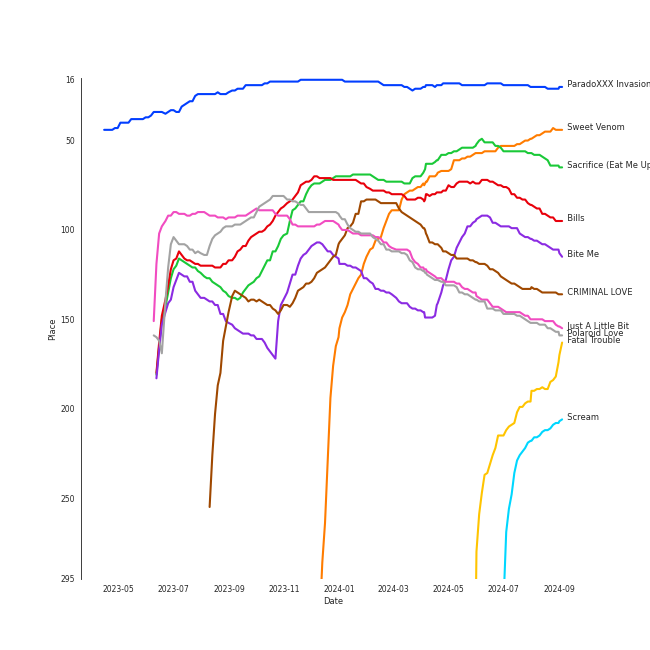 16
50
100
150
200
250
295
Place
2023-05
2023-07
2023-09
2023-11
2024-01
2024-03
2024-05
2024-07
2024-09
Date
ParadoXXX Invasion
Sweet Venom
Sacrifice (Eat Me Up
Bills
Bite Me
CRIMINAL LOVE
Just A Little Bit
Polaroid Love
Fatal Trouble
Scream